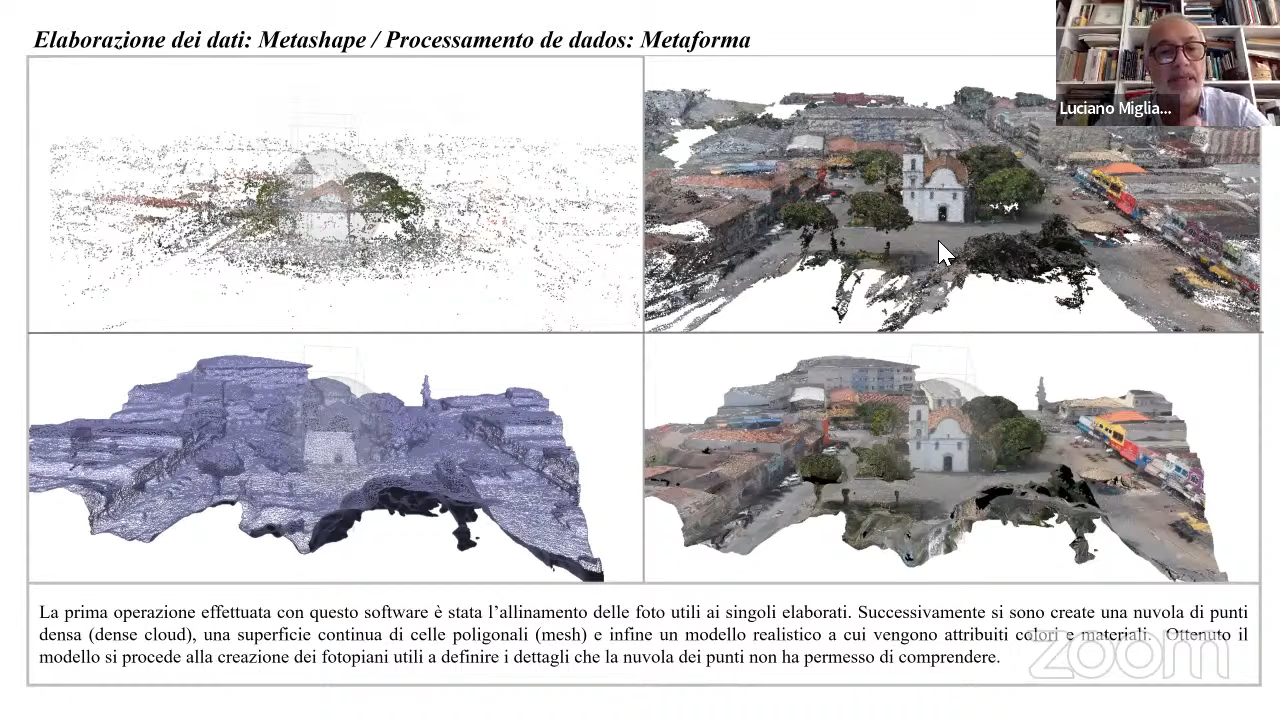 Elaborazione dei dati: Metashape / Processamento de dados: Metaforma
Luciano Miglia...
La prima operazione effettuata con questo software è stata l’allinamento delle foto utili ai singoli elaborati. Successivamente si sono create una nuvola di punti
densa (dense cloud), una superficie continua di celle poligonali (mesh) e infine un modello realistico a cui vengono attribuiti colori e materiali. Ottenuto il
modello si procede alla creazione dei fotopiani utili a definire i dettagli che la nuvola dei punti non ha permesso di comprendere.
zoom